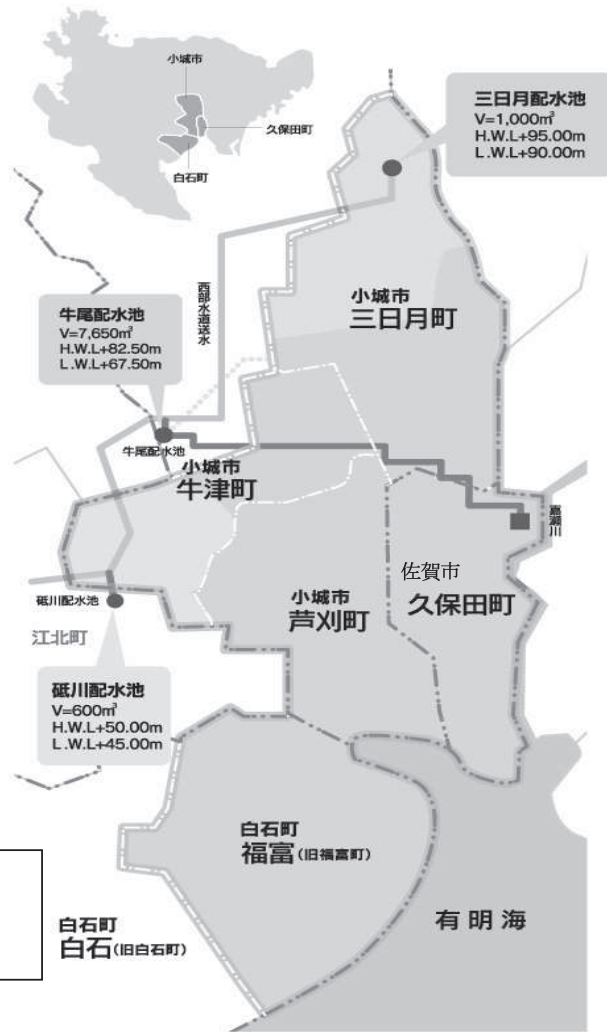 小城市
久保田町
白石町
三日月配水池
V=1,000㎥
H.W.L+95.00m
L.W.L+90.00m
西部水道送水
小城市
三日月町
牛尾配水池
V=7,650㎥
H.W.L+82.50m
L.W.L+67.50m
牛尾配水池
小城市
牛津町
嘉瀬川
佐賀市
久保田町
小城市
芦刈町
砥川配水池
江北町
砥川配水池
V=600㎥
H.W.L+50.00m
L.W.L+45.00m
白石町
福富(旧福富町)
有明海
白石町
白石(旧白石町)